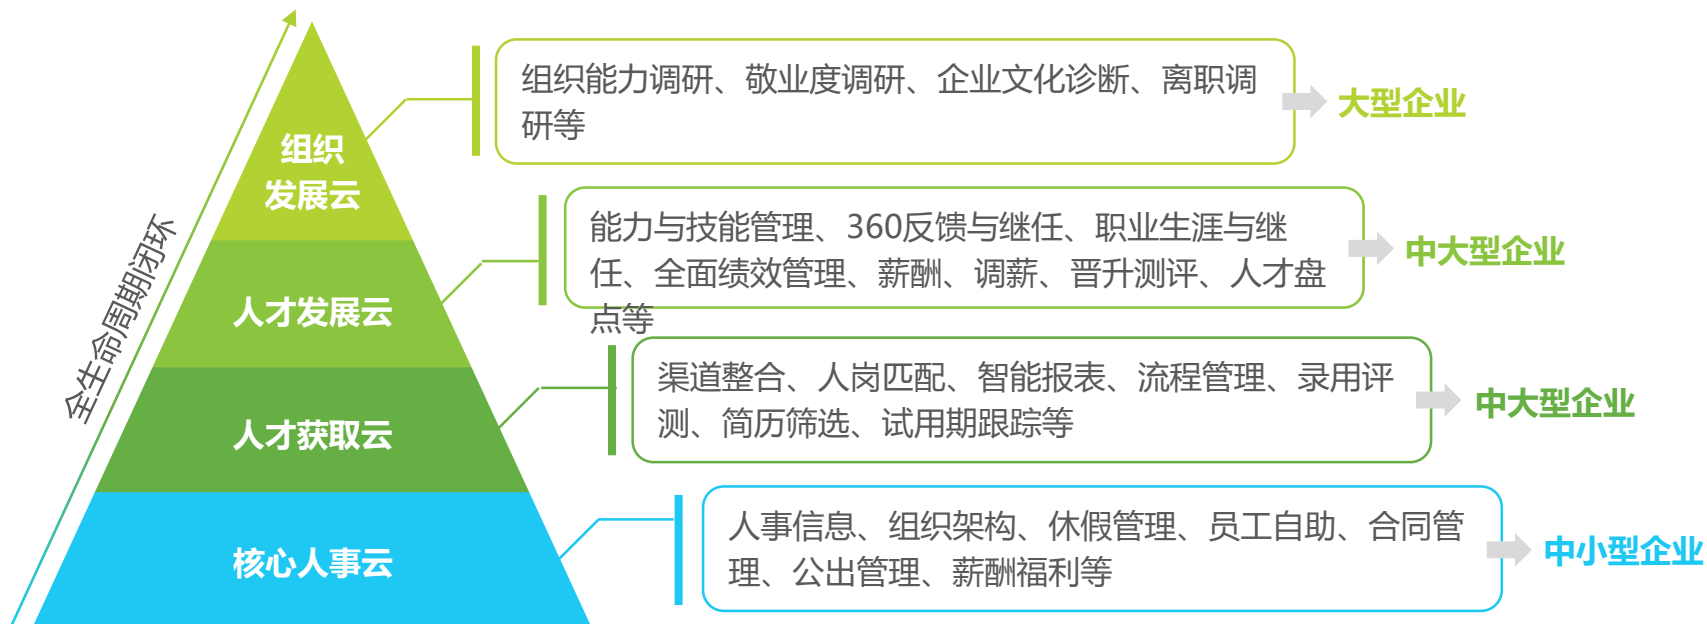 组织能力调研、敬业度调研、企业文化诊断、离职调
研等
大型企业
组织
发展云
能力与技能管理、360反馈与继任、职业生涯与继
任、全面绩效管理、薪酬、调薪、晋升测评、人才盘
点等
中大型企业
人才发展云
全生命周期闭环
渠道整合、人岗匹配、智能报表、流程管理、录用评
测、简历筛选、试用期跟踪等
中大型企业
人才获取云
人事信息、组织架构、休假管理、员工自助、合同管
理、公出管理、薪酬福利等
中小型企业
核心人事云